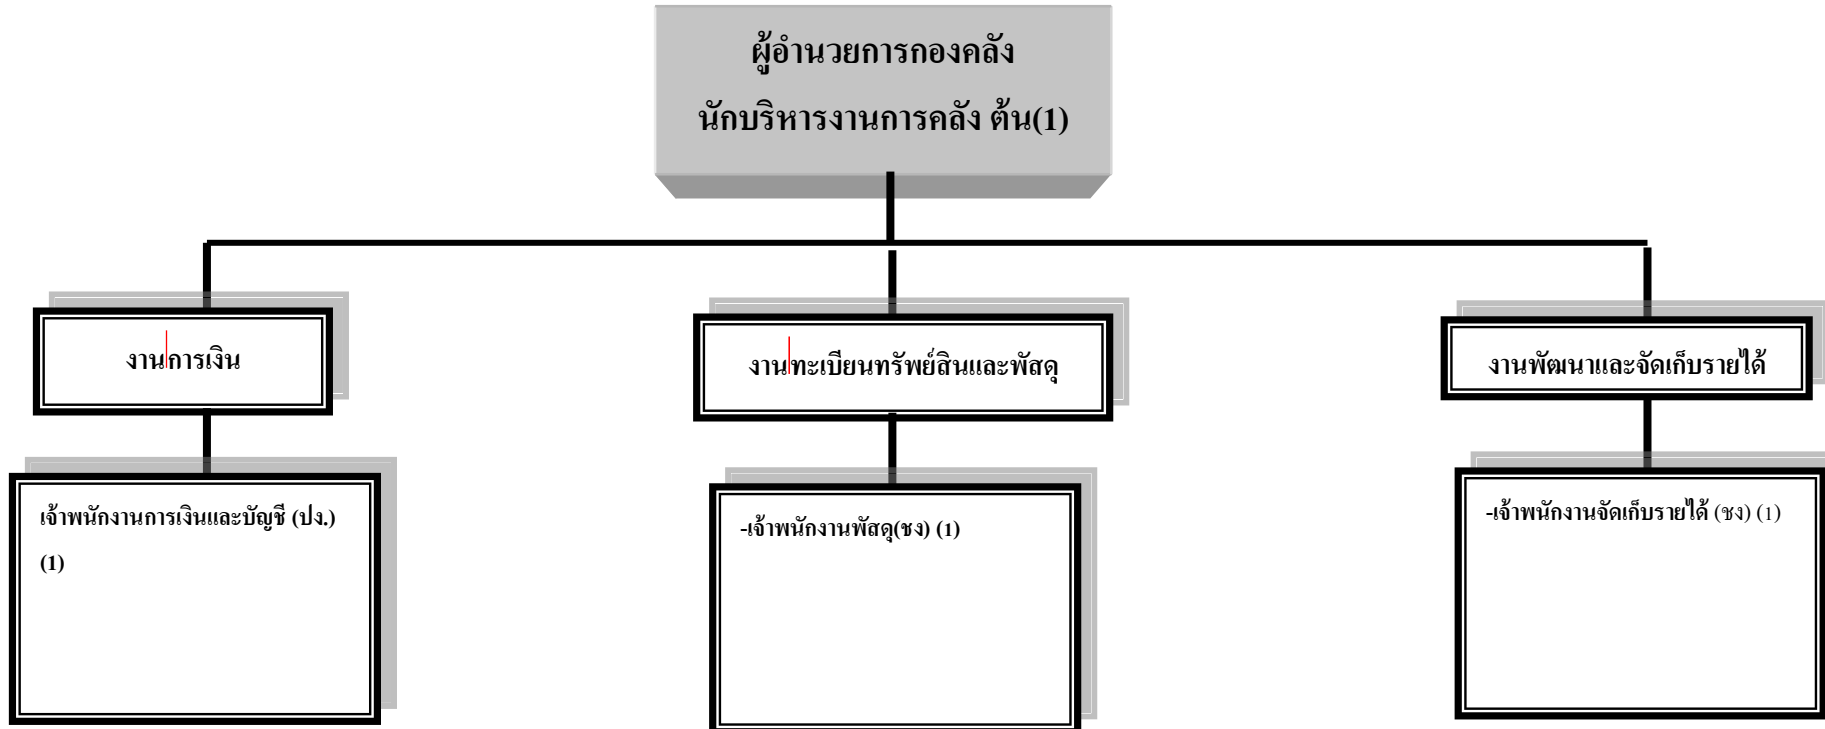 ผู้อำนวยการกองคลัง
นักบริหารงานการคลัง ต้น(1)
งานการเงิน
งานทะเบียนทรัพย์สินและพัสดุ
งานพัฒนาและจัดเก็บรายได้
เจ้าพนักงานการเงินและบัญชี (ปง.)
(1)
-เจ้าพนักงานพัสดุ(ชง) (1)
-เจ้าพนักงานจัดเก็บรายได้ (ชง) (1)